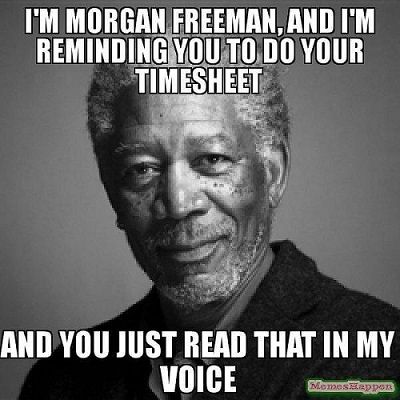 I'M MORGAN FREEMAN, AND I'M
REMINDING YOU TO DO YOUR
TIMESHEET
AND YOU JUST READ THAT IN MY
VOICE
MemesHappen